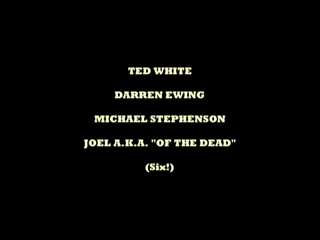 TED WHITE
DARREN EWING
MICHAEL STEPHENSON
JOEL A.K.A. "OF THE DEAD"
(Six!)